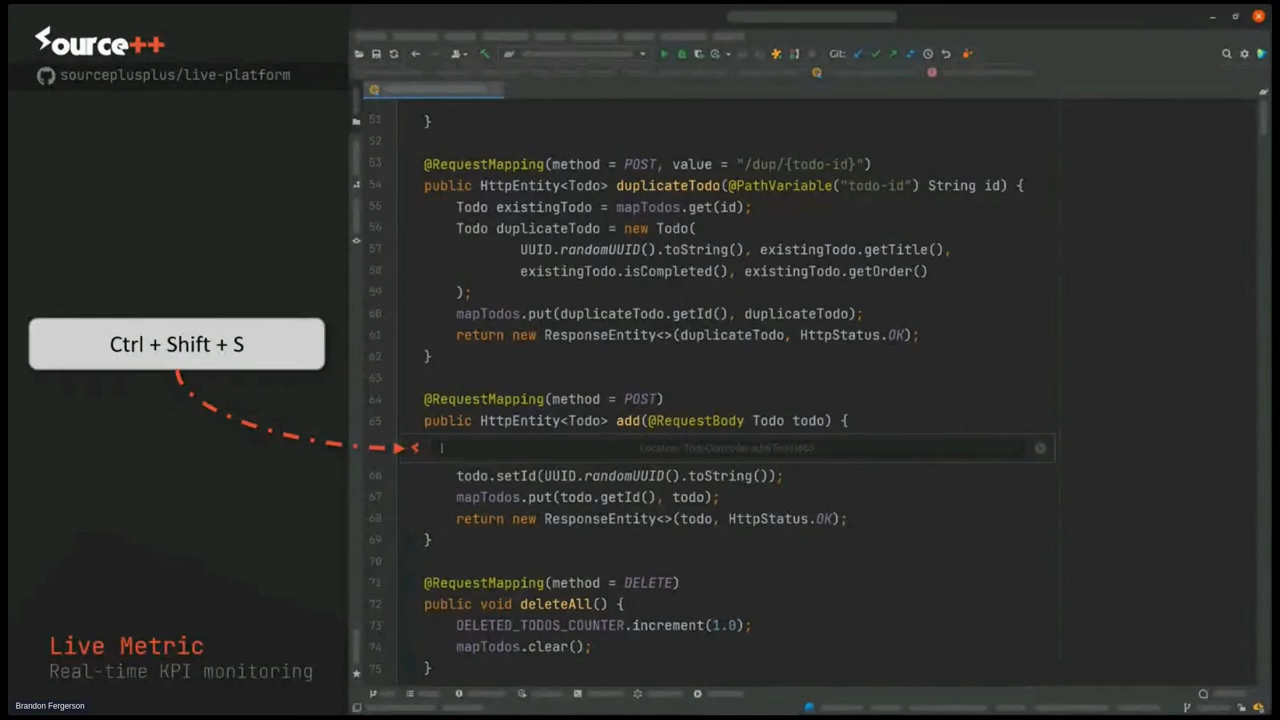 Source++
sourceplusplus/live-platform
Git:
51 }
52
53 @RequestMapping(method = POST, value = "/dup/{todo-id}")
54 public HttpEntity<Todo> duplicateTodo(@PathVariable("todo-id") String id) {
55 Todo existingTodo = mapTodos.get(id);
56 Todo duplicateTodo = new Todo(
57 UUID.randomUUID().toString(), existingTodo.getTitle(),
58 existingTodo.isCompleted(), existingTodo.getOrder()
59 );
60 mapTodos.put(duplicateTodo.getId(), duplicateTodo);
61 return new ResponseEntity<>(duplicateTodo, HttpStatus.OK);
62 }
63
64 @RequestMapping(method = POST)
65 public HttpEntity<Todo> add(@RequestBody Todo todo) {
Ctrl + Shift + S
66 todo.setId(UUID.randomUUID().toString());
67 mapTodos.put(todo.getId(), todo);
68 return new ResponseEntity<>(todo, HttpStatus.OK);
69 }
70
71 @RequestMapping(method = DELETE)
72 public void deleteAll() {
73 DELETED_TODOS_COUNTER.increment(1.0);
74 mapTodos.clear();
75 }
Live Metric
Real-time KPI monitoring
Brandon Fergerson